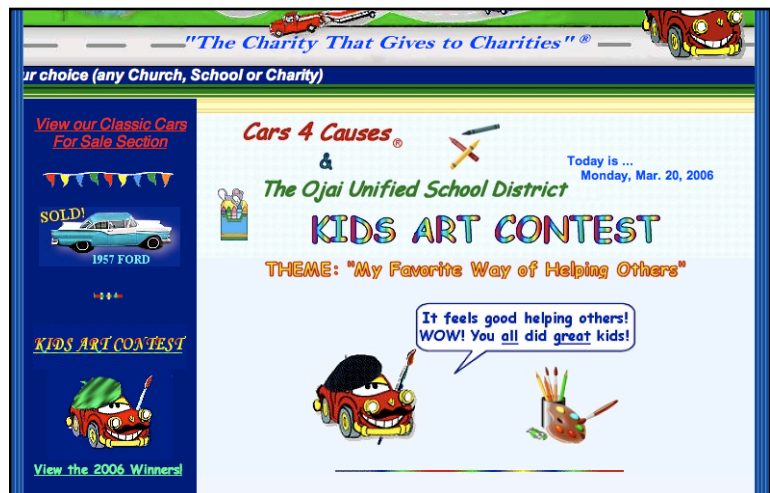 "The Charity That Gives to Charities"®
ur choice (any Church, School or Charity)
View our Classic Cars
For Sale Section
SOLD!
1957 FORD
KIDS ART CONTEST
View the 2006 Winners!
Cars 4 Causes®
&
The Ojai Unified School District
Today is ...
Monday, Mar. 20, 2006
KIDS ART CONTEST
THEME: "My Favorite Way of Helping Others"
It feels good helping others!
WOW! You all did great kids!